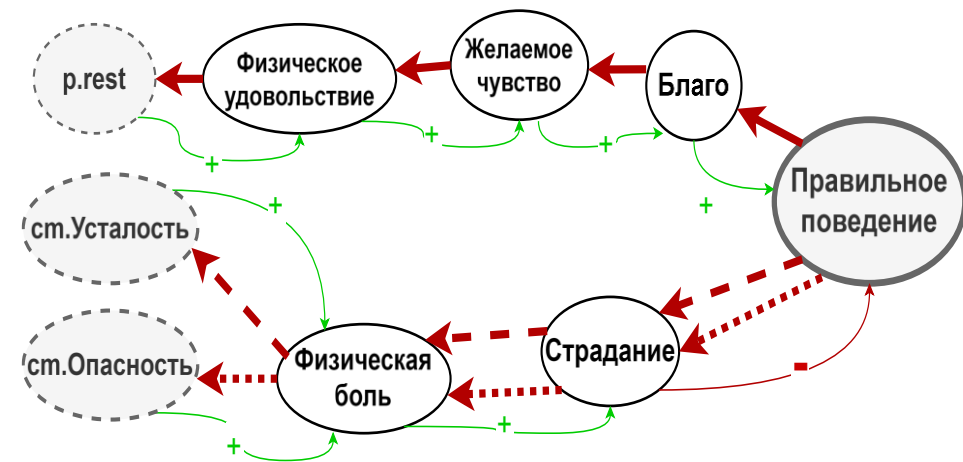 p.rest
Физическое
удовольствие
Желаемое
чувство
Благо
Правильное
поведение
+
+
+
+
cm.Усталость
+
cm.Опасность
Физическая
боль
Страдание
+
+
-